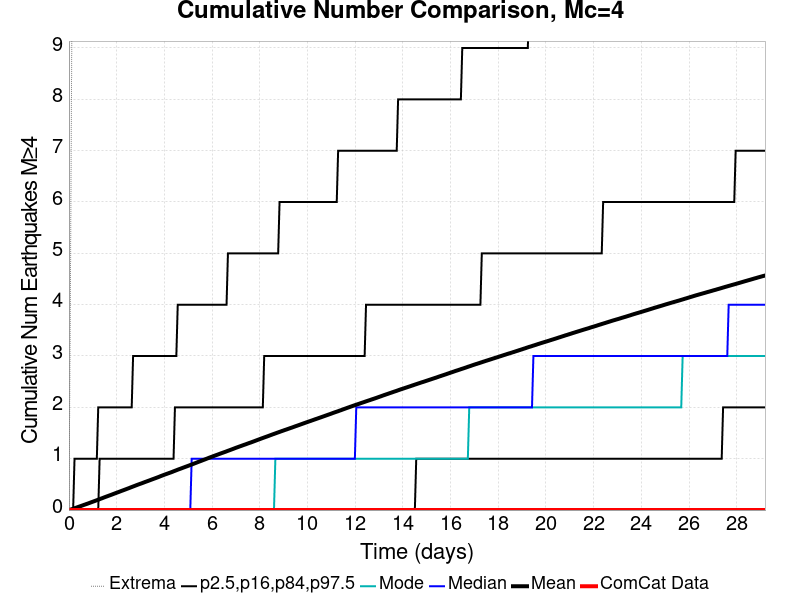 Cumulative Number Comparison, Mc=4
Cumulative Num Earthquakes M≥4
9
8
7
6
5
4
3
2
1
0
0 2 4 6 8 10 12 14 16 18 20 22 24 26 28
Time (days)
Extrema p2.5,p16,p84,p97.5 Mode Median Mean ComCat Data